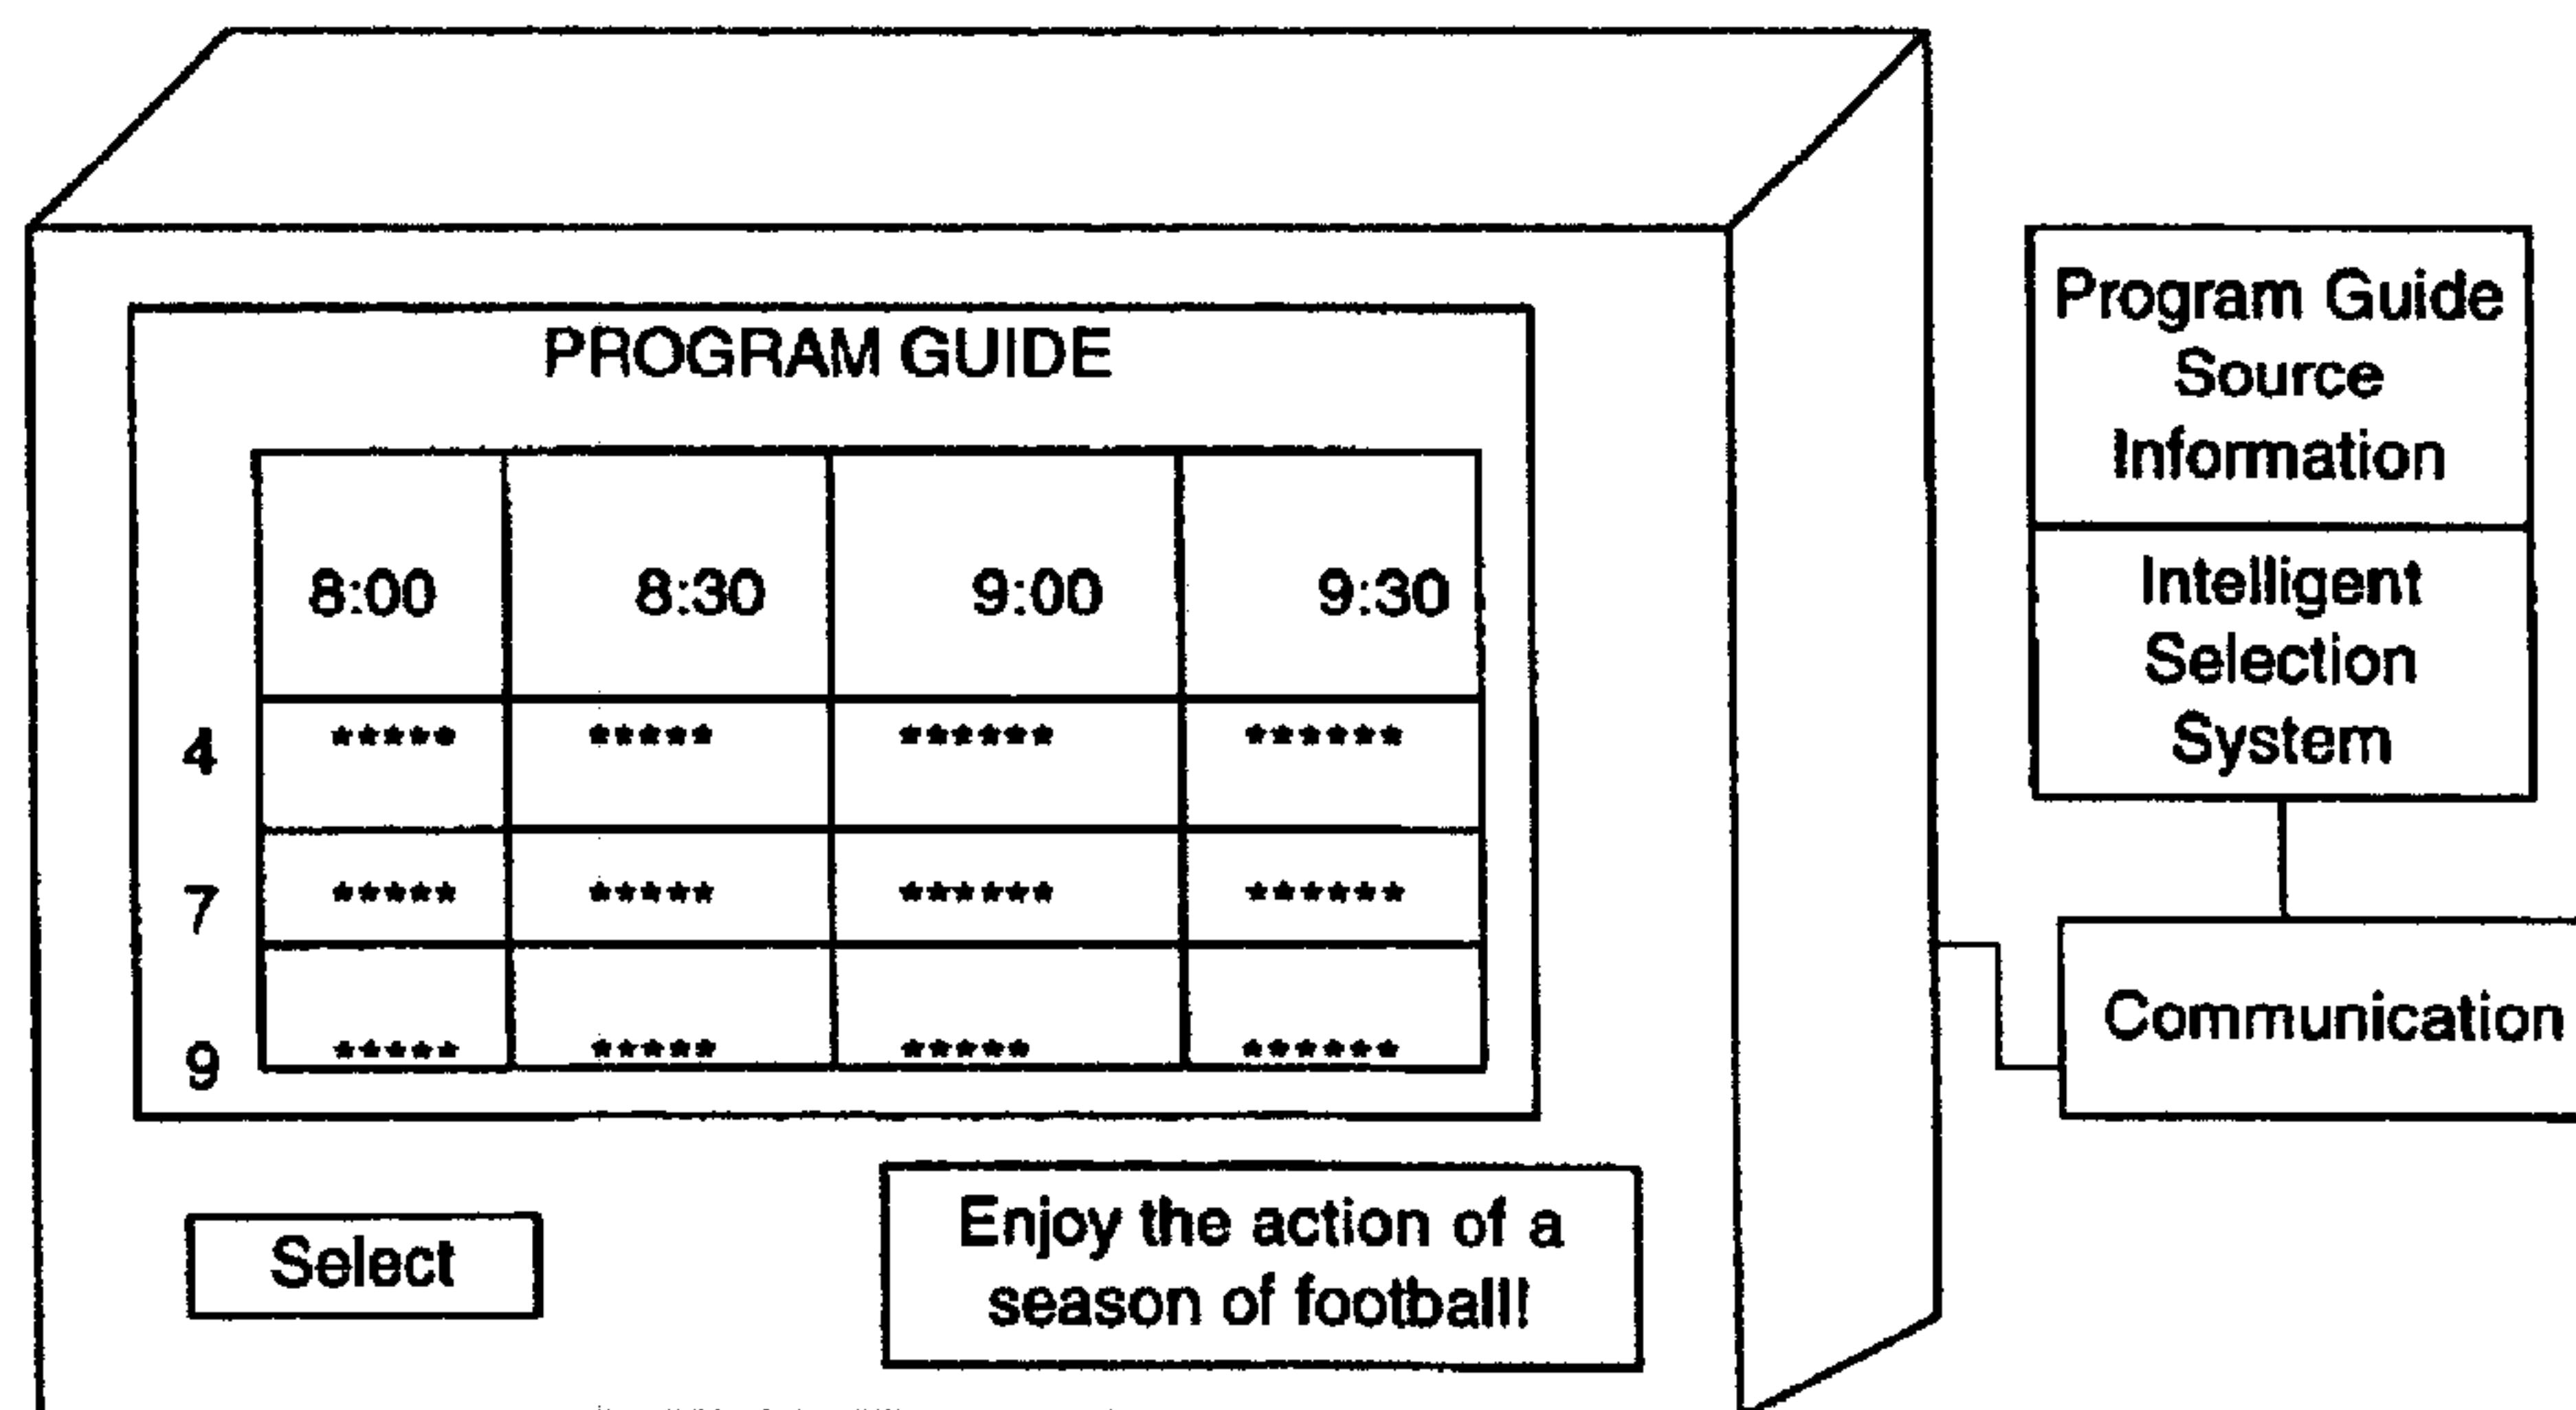 PROGRAM GUIDE
8:00 8:30 9:00 9:30
4 ***** ***** ****** ******
7 ***** ***** ****** ******
9 ***** ***** ***** ******
Select
Enjoy the action of a
season of football!
Program Guide
Source
Information
Intelligent
Selection
System
Communication